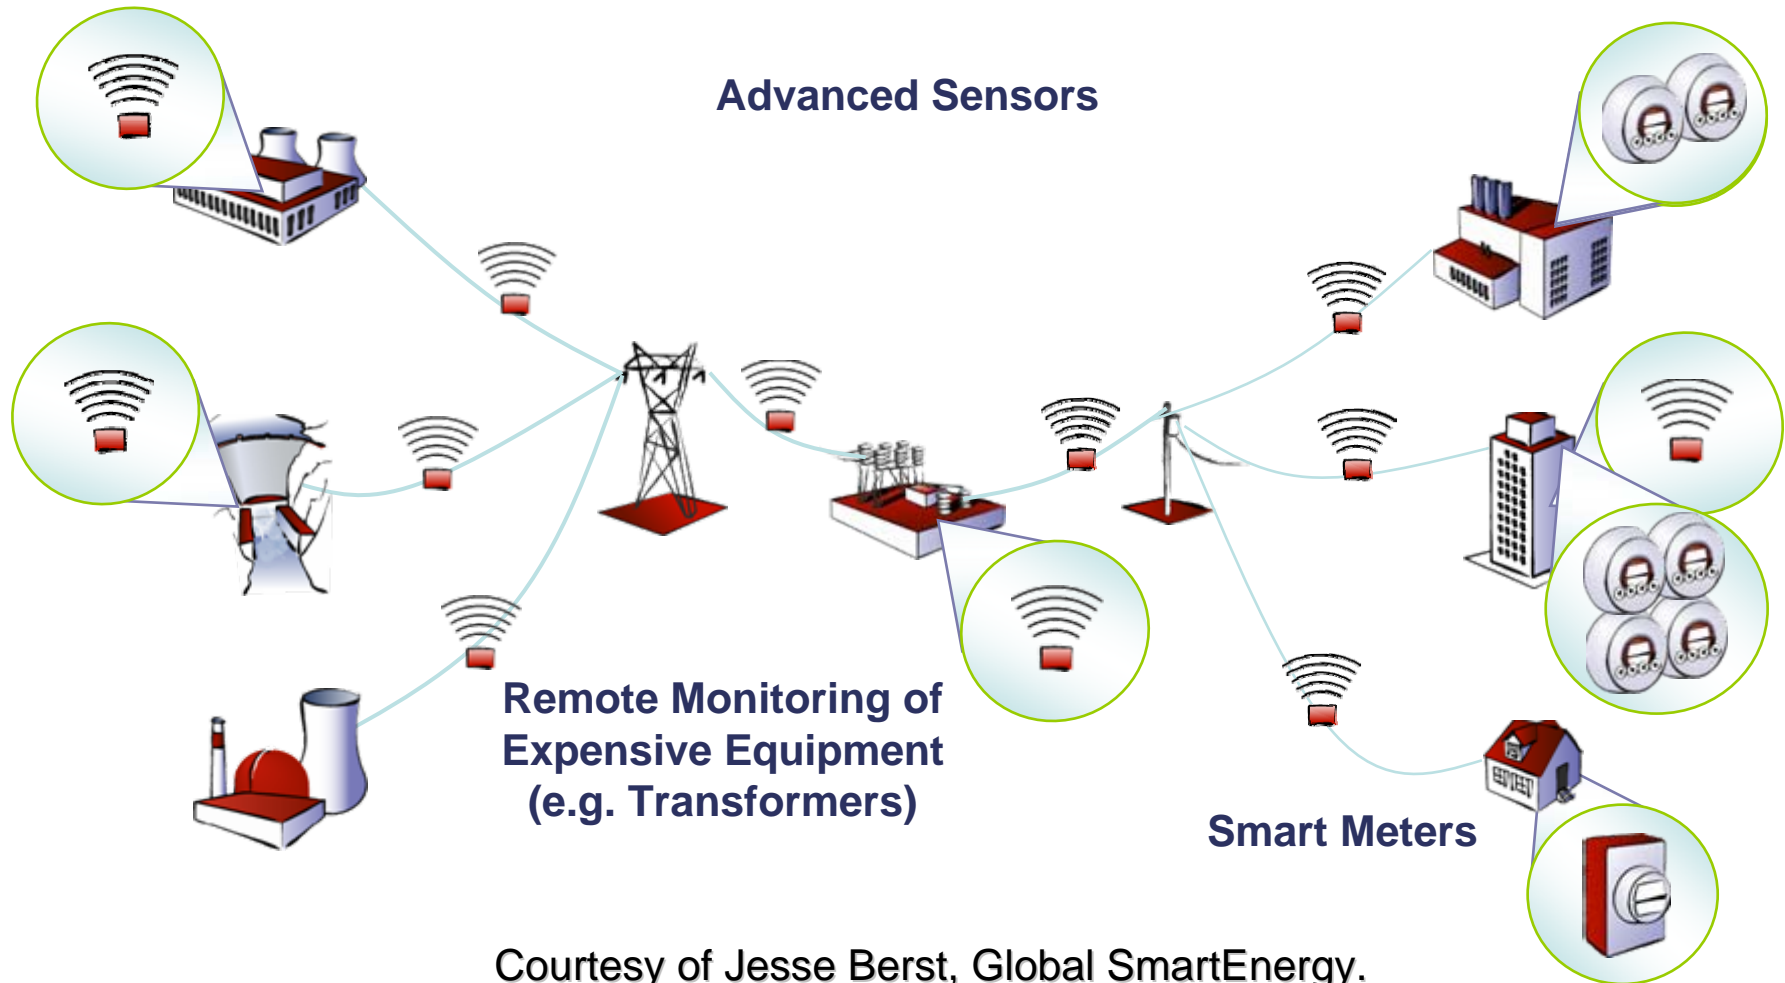 Advanced Sensors
Remote Monitoring of
Expensive Equipment
(e.g. Transformers)
Smart Meters
Courtesy of Jesse Berst, Global SmartEnergy.